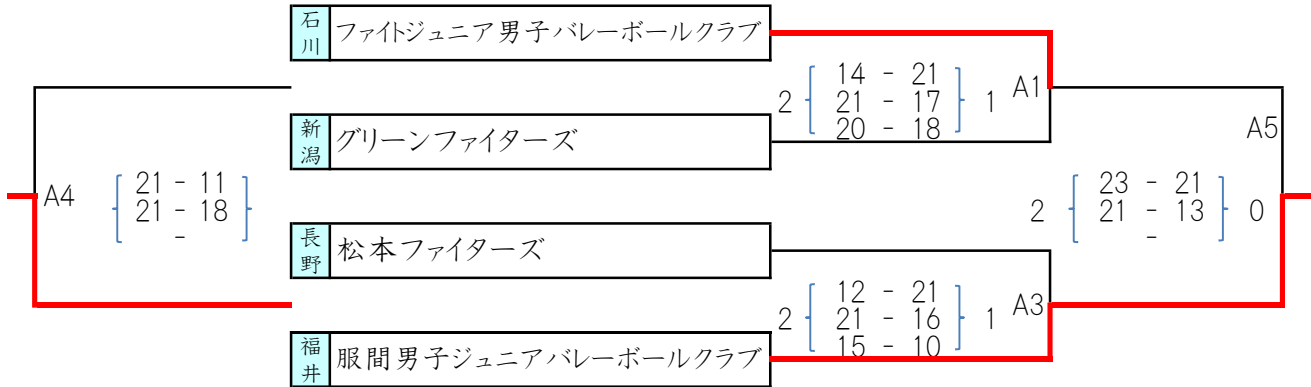 石川 ファイトジュニア男子バレーボールクラブ
2 14 - 21 1 A1
21 - 17
20 - 18
新潟 グリーンファイターズ
A5
A4 21 - 11
21 - 18
-
2 23 - 21 0
21 - 13
-
長野 松本ファイターズ
2 12 - 21 1 A3
21 - 16
15 - 10
福井 服間男子ジュニアバレーボールクラブ